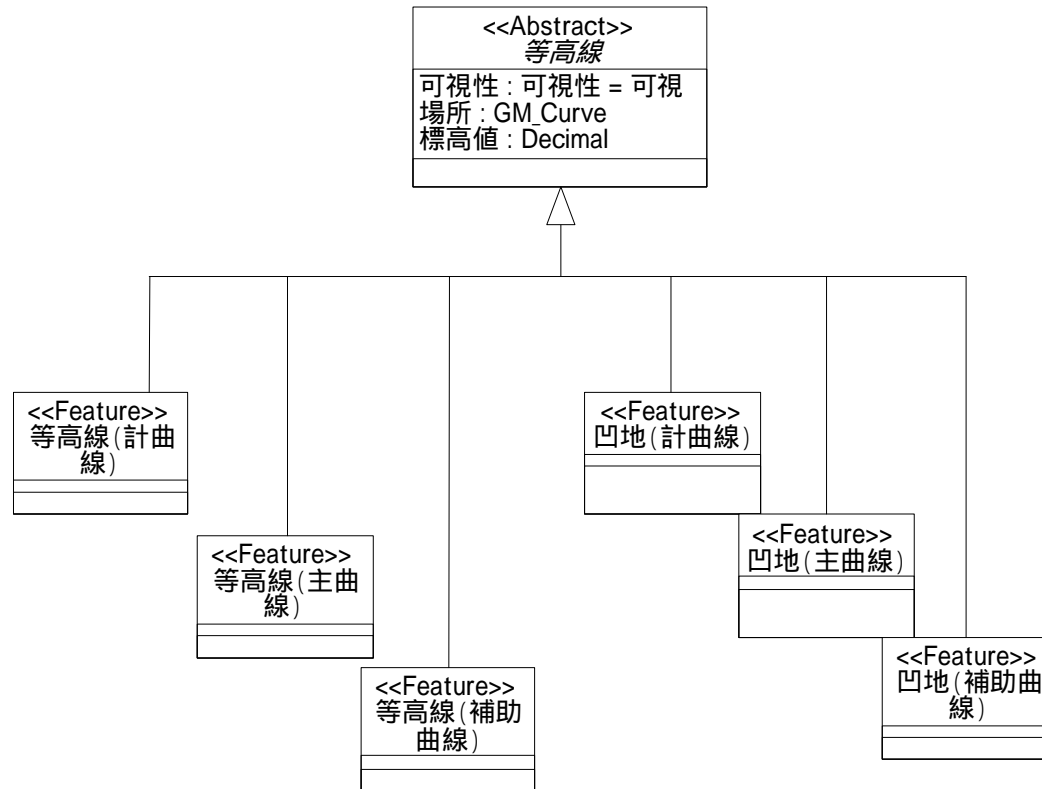 <<Abstract>>
等高線
可視性 : 可視性 = 可視
場所 : GM_Curve
標高値 : Decimal
<<Feature>>
等高線(計曲
線)
<<Feature>>
等高線(主曲
線)
<<Feature>>
等高線(補助
曲線)
<<Feature>>
凹地(計曲線)
<<Feature>>
凹地(主曲線)
<<Feature>>
凹地(補助曲
線)